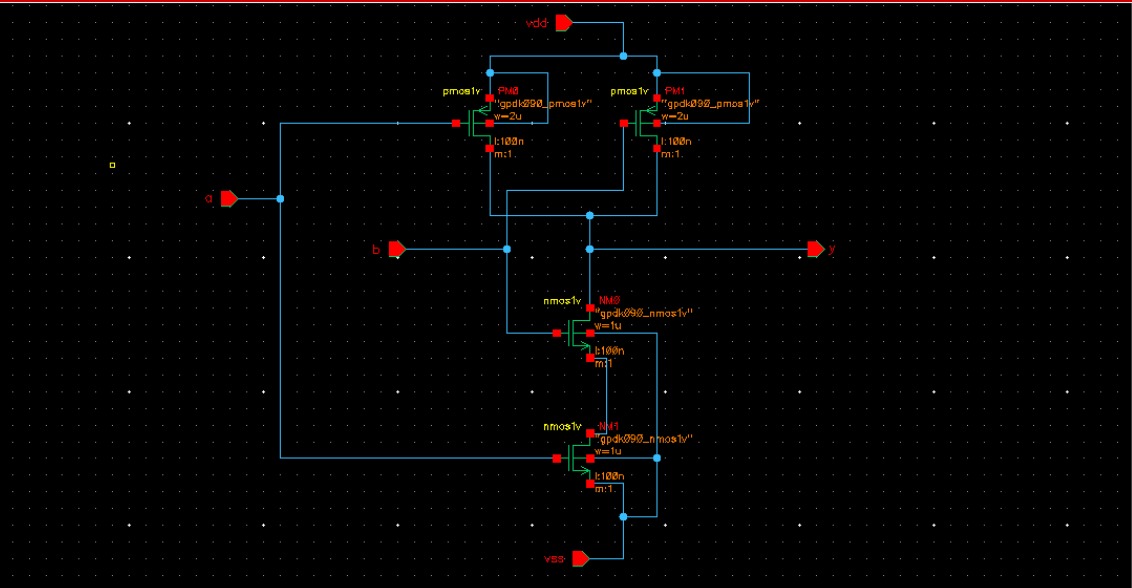 vdd
pmos1v PM0
"gpdk090_pmos1v"
w=2u
l:100n
m:1
pmos1v PM1
"gpdk090_pmos1v"
w=2u
l:100n
m:1
a
b
y
nmos1v NM0
"gpdk090_nmos1v"
w=1u
l:100n
m:1
nmos1v NM1
"gpdk090_nmos1v"
w=1u
l:100n
m:1
vss